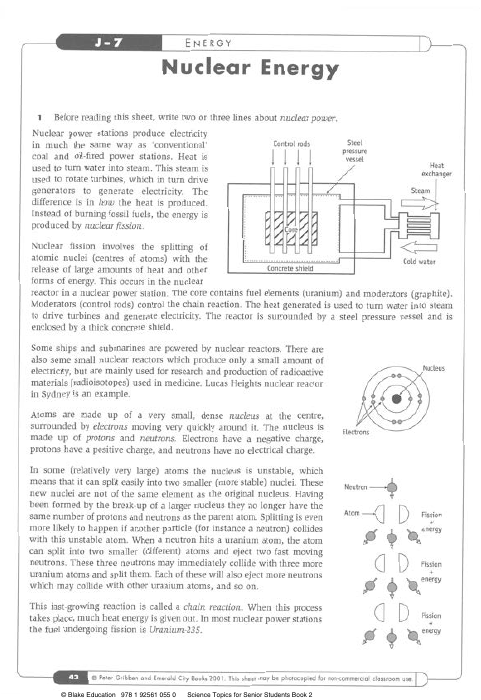 J-7 ENERGY
Nuclear Energy
1 Before reading this sheet, write two or three lines about nuclear power.
Nuclear power stations produce electricity
in much the same way as 'conventional'
coal and oil-fired power stations. Heat is
used to turn water into steam. This steam is
used to rotate turbines, which in turn drive
generators to generate electricity. The
difference is in how the heat is produced.
Instead of burning fossil fuels, the energy is
produced by nuclear fission.
Control rods
Steel
pressure
vessel
Heat
exchanger
Steam
Core
Cold water
Concrete shield
Nuclear fission involves the splitting of
atomic nuclei (centres of atoms) with the
release of large amounts of heat and other
forms of energy. This occurs in the nuclear
reactor in a nuclear power station. The core contains fuel elements (uranium) and moderators (graphite).
Moderators (control rods) control the chain reaction. The heat generated is used to turn water into steam
to drive turbines and generate electricity. The reactor is surrounded by a steel pressure vessel and is
enclosed by a thick concrete shield.
Some ships and submarines are powered by nuclear reactors. There are
also some small nuclear reactors which produce only a small amount of
electricity, but are mainly used for research and production of radioactive
materials (radioisotopes) used in medicine. Lucas Heights nuclear reactor
in Sydney is an example.
Nucleus
Electrons
Atoms are made up of a very small, dense nucleus at the centre,
surrounded by electrons moving very quickly around it. The nucleus is
made up of protons and neutrons. Electrons have a negative charge,
protons have a positive charge, and neutrons have no electrical charge.
In some (relatively very large) atoms the nucleus is unstable, which
means that it can split easily into two smaller (more stable) nuclei. These
new nuclei are not of the same element as the original nucleus. Having
been formed by the break-up of a larger nucleus they no longer have the
same number of protons and neutrons as the parent atom. Splitting is even
more likely to happen if another particle (for instance a neutron) collides
with this unstable atom. When a neutron hits a uranium atom, the atom
can split into two smaller (different) atoms and eject two fast moving
neutrons. These three neutrons may immediately collide with three more
uranium atoms and split them. Each of these will also eject more neutrons
which may collide with other uranium atoms, and so on.
Neutron
Atom
Fission
+
energy
Fission
+
energy
Fission
+
energy
This fast-growing reaction is called a chain reaction. When this process
takes place, much heat energy is given out. In most nuclear power stations
the fuel undergoing fission is Uranium-235.
42 © Peter Gribben and Emerald City Books 2001. This sheet may be photocopied for non-commercial classroom use.
© Blake Education 978 1 92561 055 0 Science Topics for Senior Students Book 2